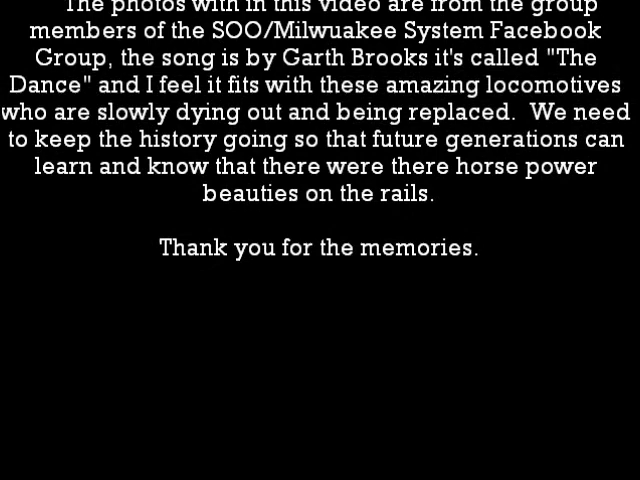 The photos with in this video are from the group
members of the SOO/Milwuakee System Facebook
Group, the song is by Garth Brooks it's called "The
Dance" and I feel it fits with these amazing locomotives
who are slowly dying out and being replaced. We need
to keep the history going so that future generations can
learn and know that there were there horse power
beauties on the rails.
Thank you for the memories.